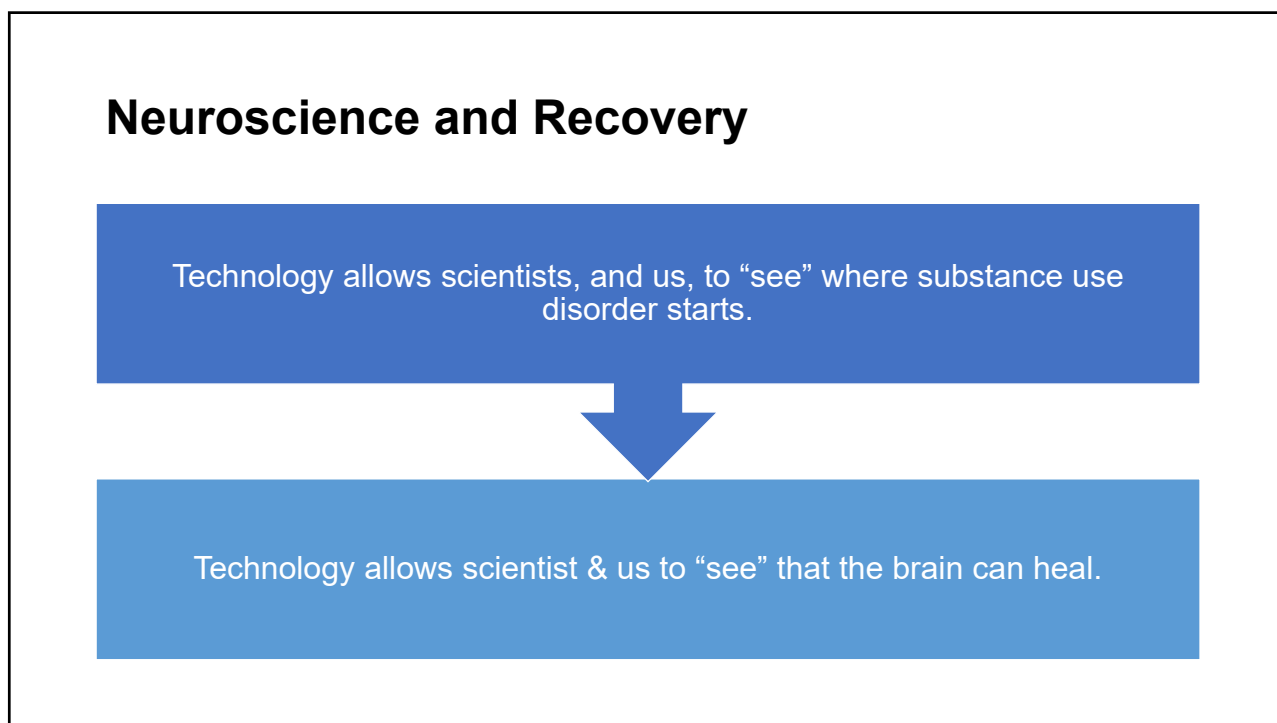 Neuroscience and Recovery
Technology allows scientists, and us, to “see” where substance use
disorder starts.
Technology allows scientist & us to “see” that the brain can heal.